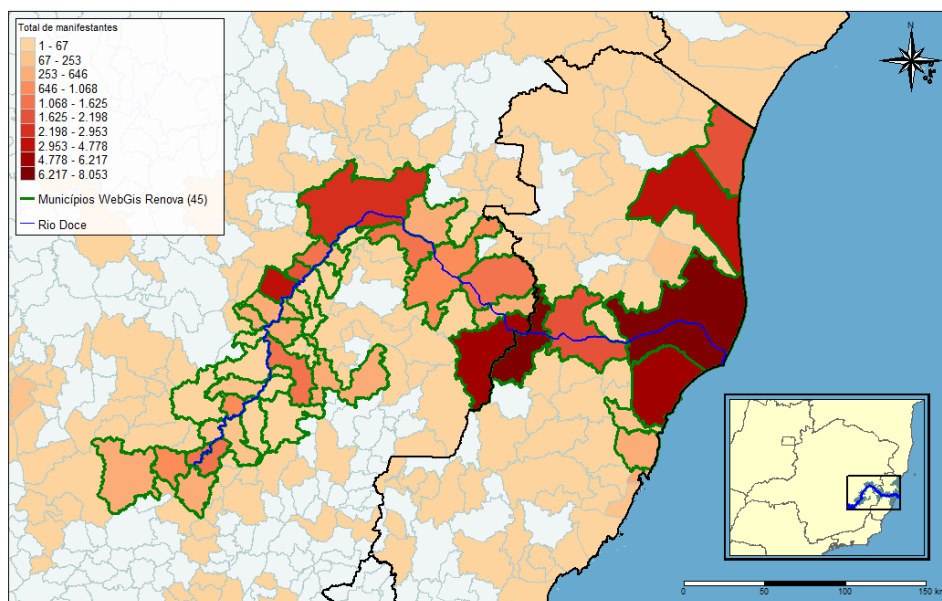 Total de manifestantes
1 - 67
67 - 253
253 - 646
646 - 1.068
1.068 - 1.625
1.625 - 2.198
2.198 - 2.953
2.953 - 4.778
4.778 - 6.217
6.217 - 8.053
Municípios WebGis Renova (45)
Rio Doce
N
0 50 100 150 km